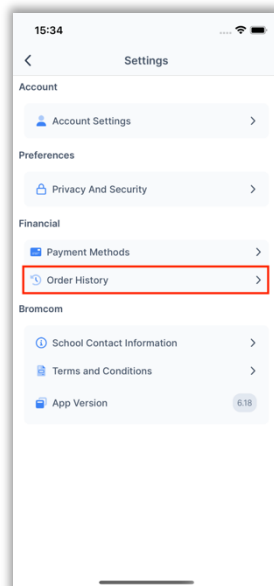 15:34
Settings
Account
Account Settings
Preferences
Privacy And Security
Financial
Payment Methods
Order History
Bromcom
School Contact Information
Terms and Conditions
App Version 6.18